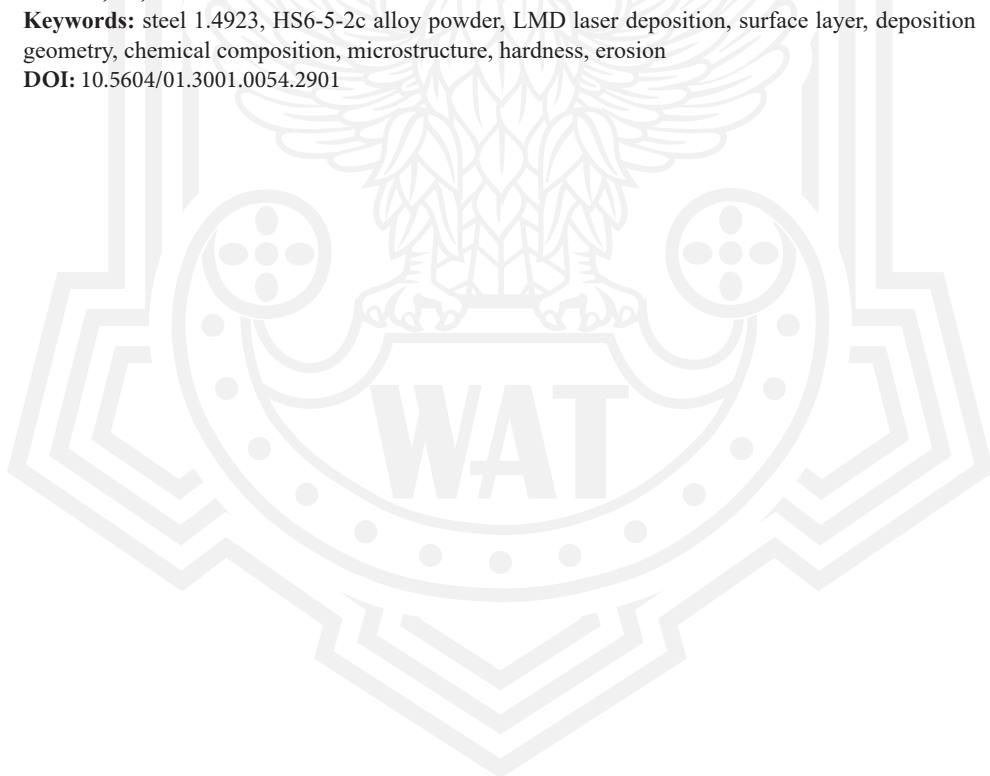 Keywords: steel 1.4923, HS6-5-2c alloy powder, LMD laser deposition, surface layer, deposition
geometry, chemical composition, microstructure, hardness, erosion
DOI: 10.5604/01.3001.0054.2901
WAT